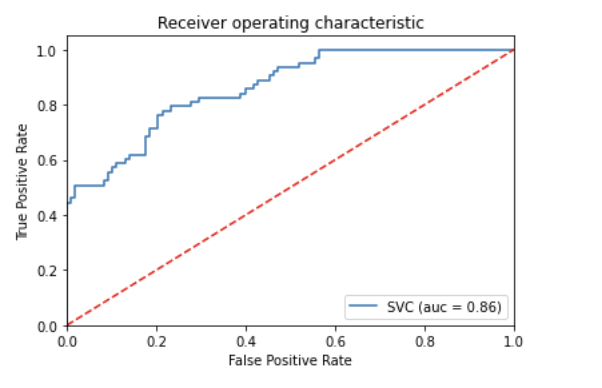 Receiver operating characteristic
1.0
0.8
0.6
0.4
0.2
0.0
True Positive Rate
SVC (auc = 0.86)
0.0 0.2 0.4 0.6 0.8 1.0
False Positive Rate